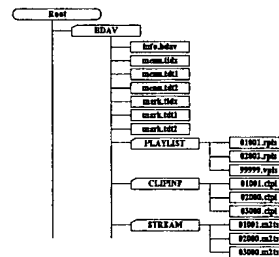 Root
BDAV
info.bdav
menu.tidx
menu.tdt1
menu.tdt2
mark.tidx
mark.tdt1
mark.tdt2
PLAYLIST
01001.rpls
02002.rpls
99999.vpls
CLIPINF
01001.clpi
02000.clpi
03000.clpi
STREAM
01001.m2ts
02000.m2ts
03000.m2ts